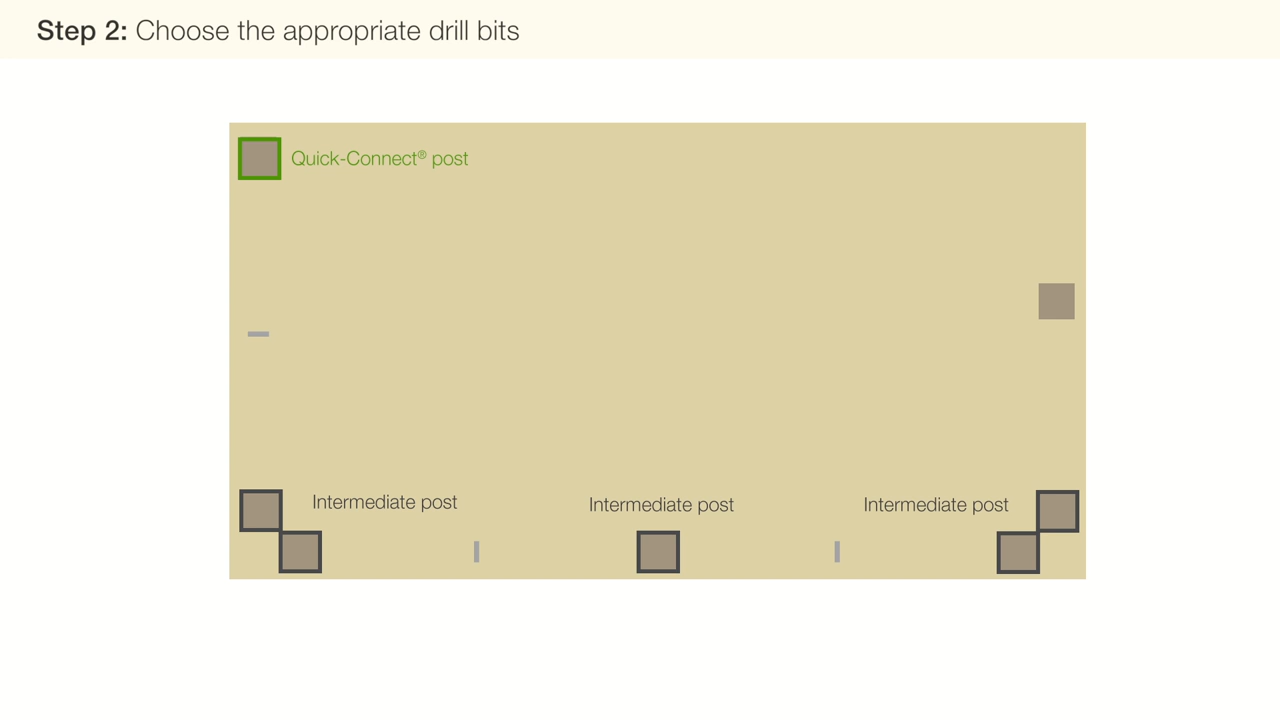 Step 2: Choose the appropriate drill bits
Quick-Connect® post
Intermediate post
Intermediate post
Intermediate post